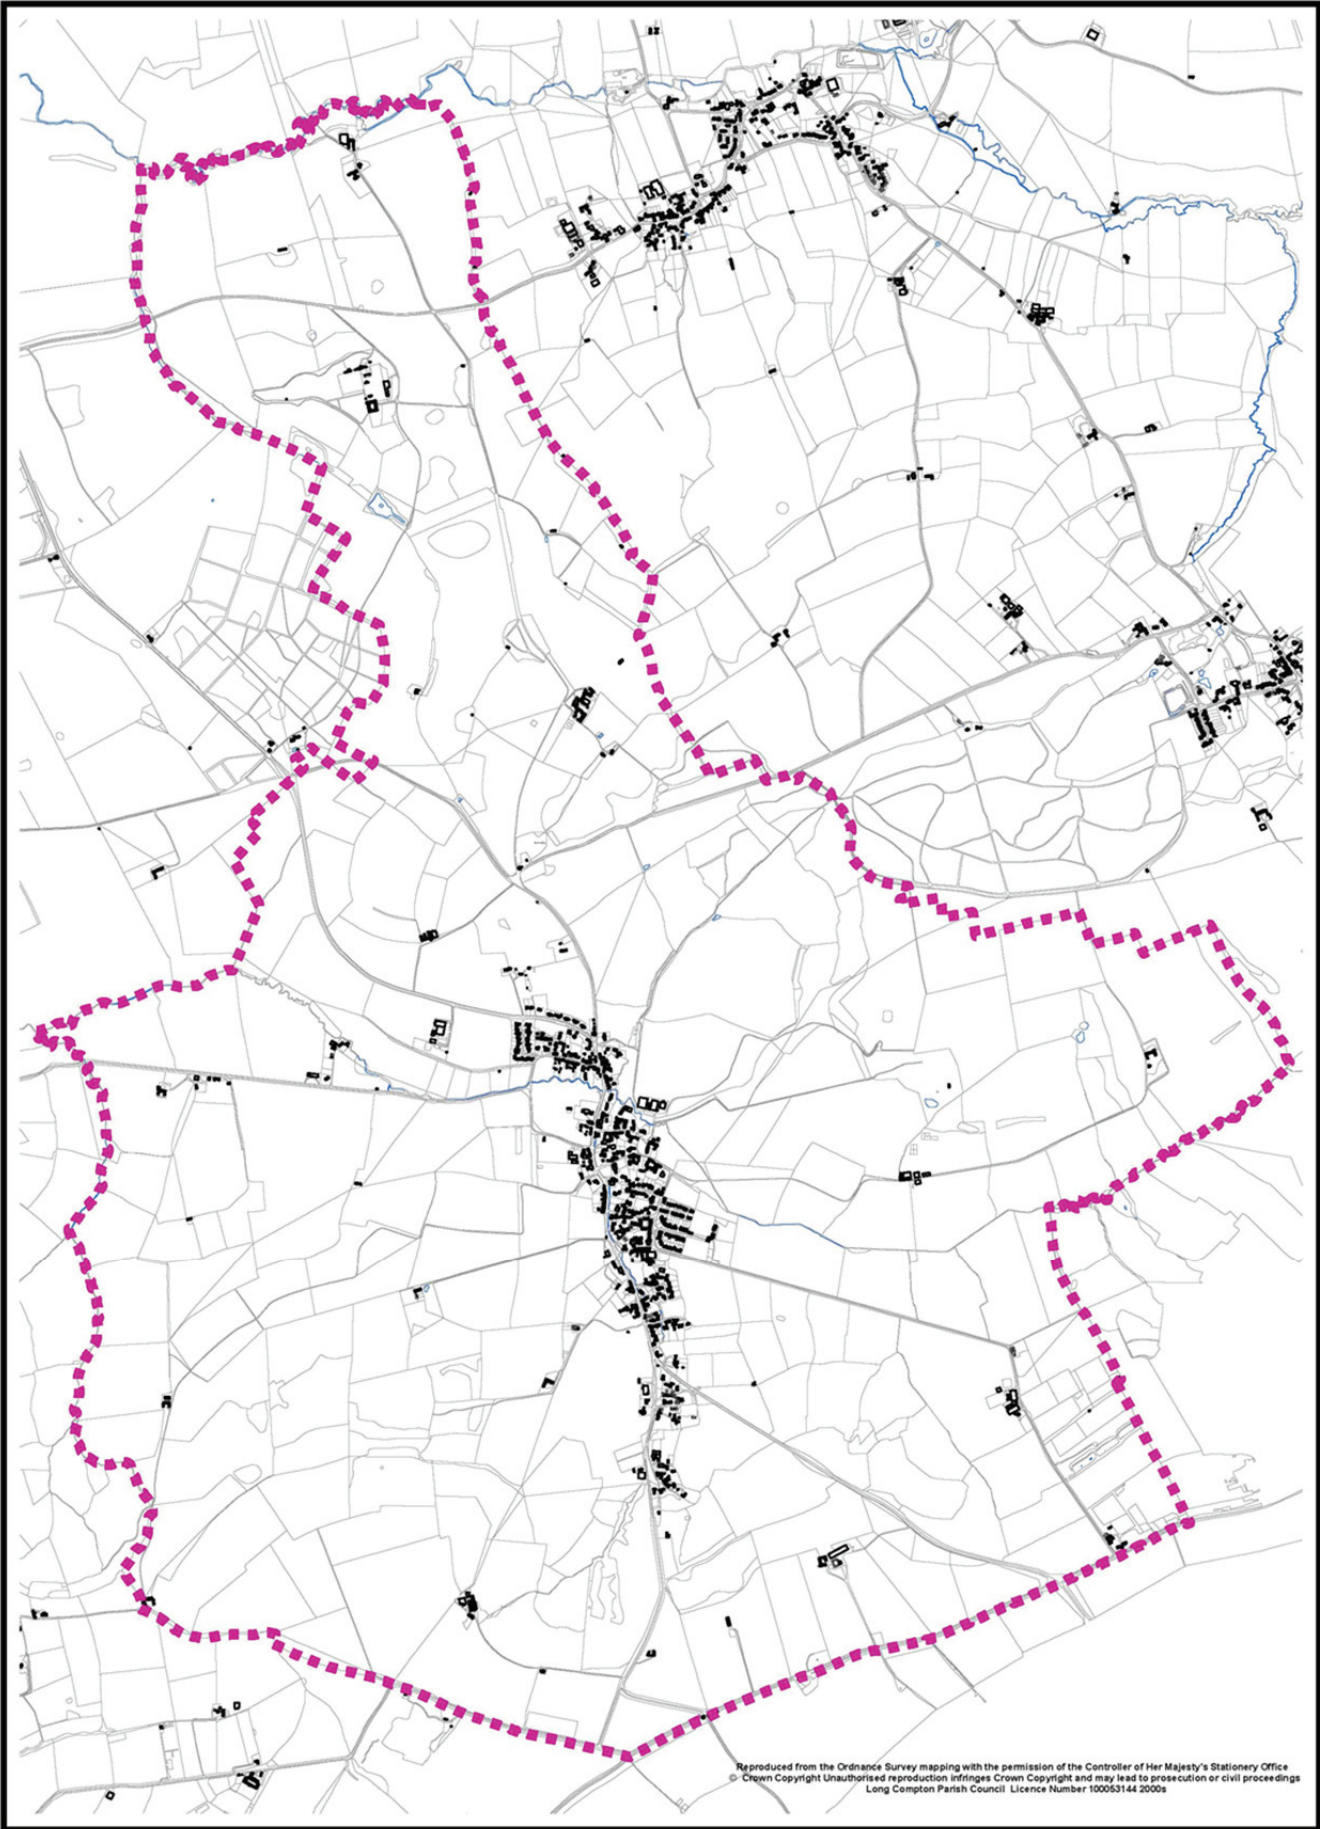 Reproduced from the Ordnance Survey mapping with the permission of the Controller of Her Majesty's Stationery Office
© Crown Copyright Unauthorised reproduction infringes Crown Copyright and may lead to prosecution or civil proceedings
Long Compton Parish Council Licence Number 100053144 2000s